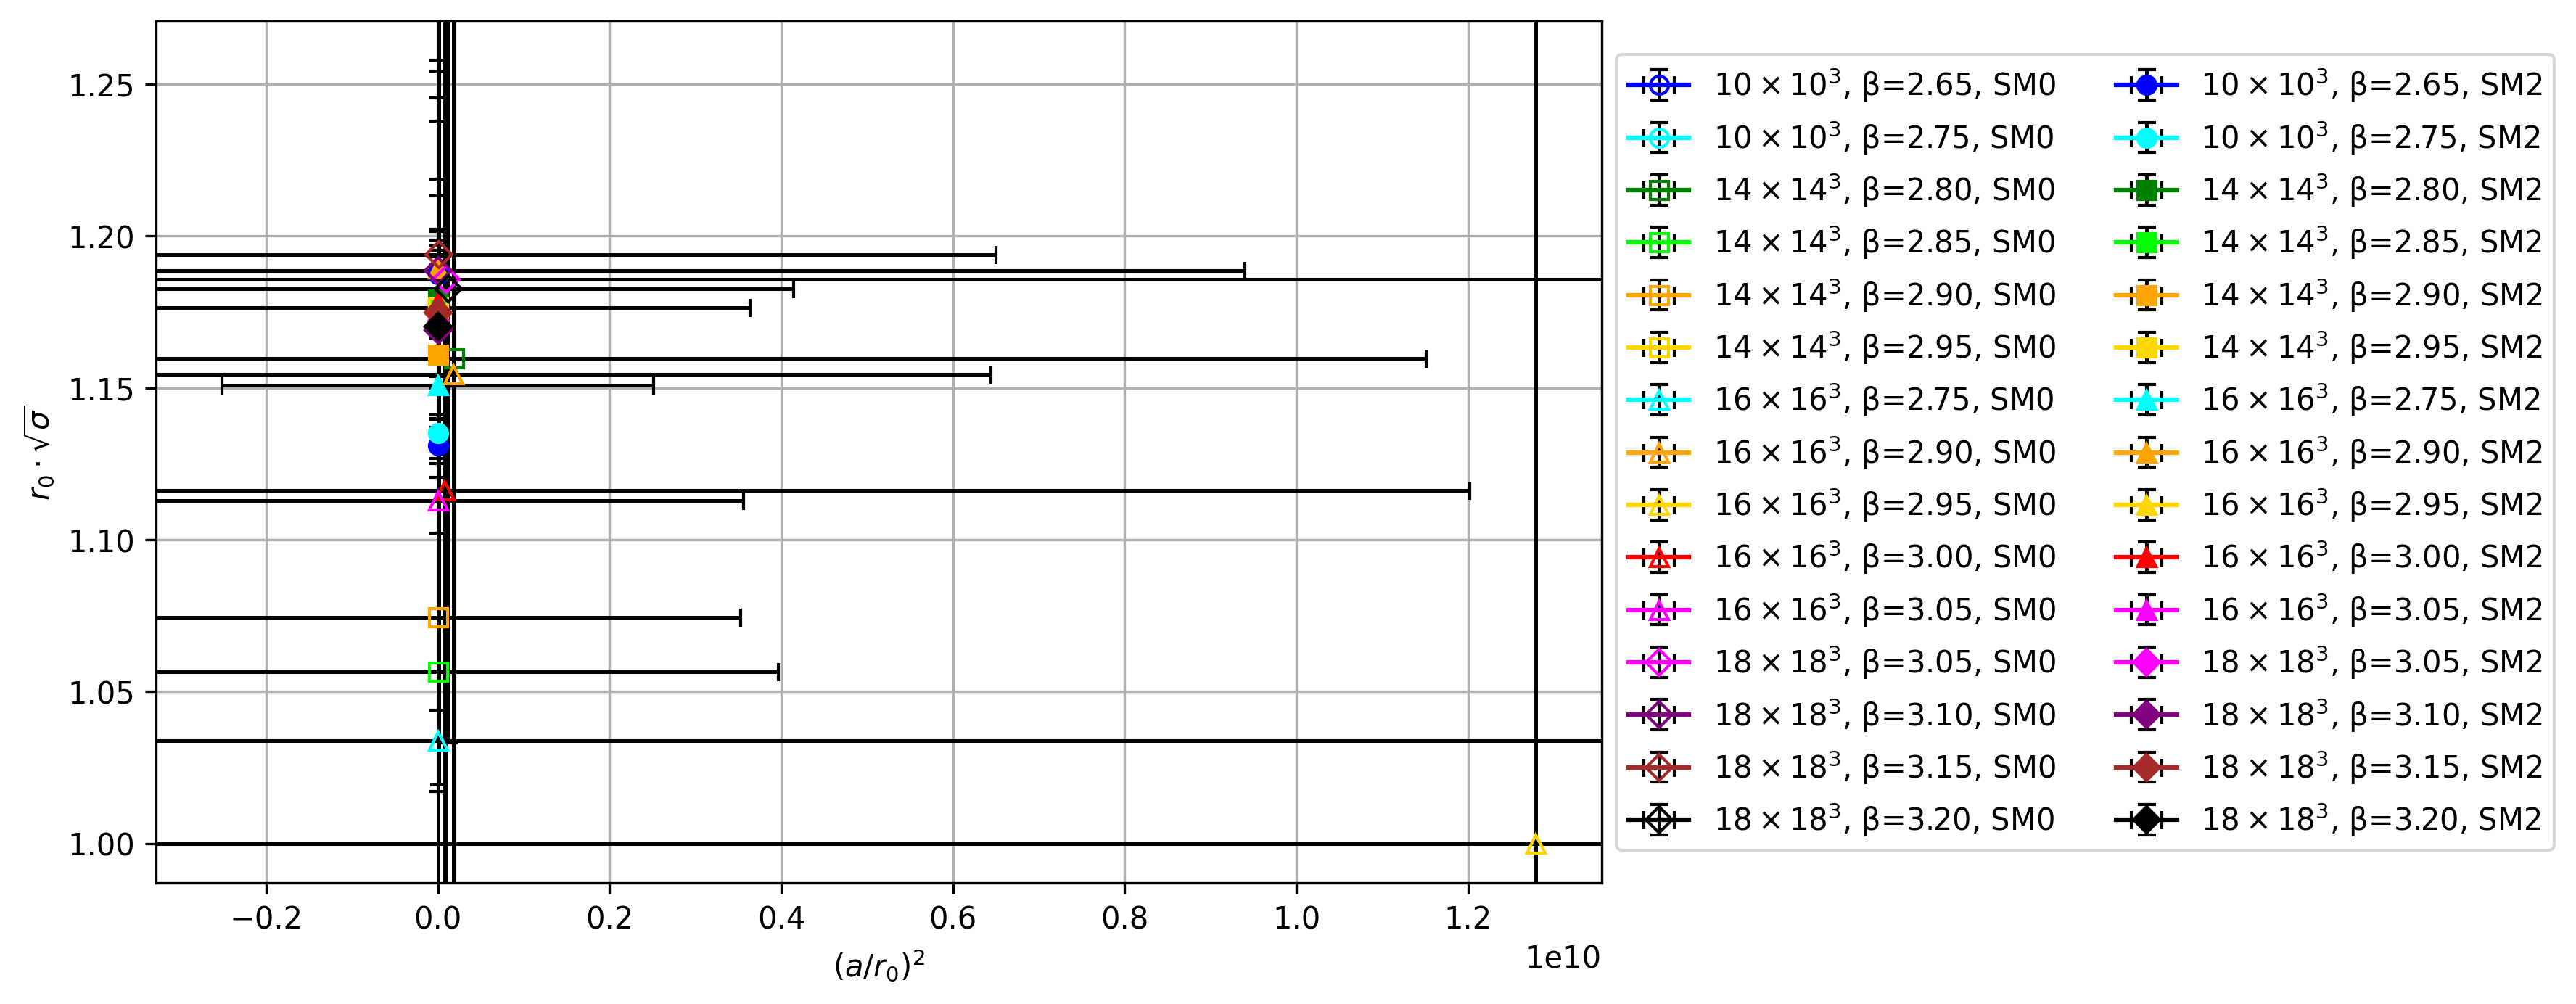 1.25
1.20
1.15
1.10
1.05
1.00
r₀ · √σ
−0.2 0.0 0.2 0.4 0.6 0.8 1.0 1.2
1e10
(a/r₀)²
10 × 10³, β=2.65, SM0
10 × 10³, β=2.75, SM0
14 × 14³, β=2.80, SM0
14 × 14³, β=2.85, SM0
14 × 14³, β=2.90, SM0
14 × 14³, β=2.95, SM0
16 × 16³, β=2.75, SM0
16 × 16³, β=2.90, SM0
16 × 16³, β=2.95, SM0
16 × 16³, β=3.00, SM0
16 × 16³, β=3.05, SM0
18 × 18³, β=3.05, SM0
18 × 18³, β=3.10, SM0
18 × 18³, β=3.15, SM0
18 × 18³, β=3.20, SM0
10 × 10³, β=2.65, SM2
10 × 10³, β=2.75, SM2
14 × 14³, β=2.80, SM2
14 × 14³, β=2.85, SM2
14 × 14³, β=2.90, SM2
14 × 14³, β=2.95, SM2
16 × 16³, β=2.75, SM2
16 × 16³, β=2.90, SM2
16 × 16³, β=2.95, SM2
16 × 16³, β=3.00, SM2
16 × 16³, β=3.05, SM2
18 × 18³, β=3.05, SM2
18 × 18³, β=3.10, SM2
18 × 18³, β=3.15, SM2
18 × 18³, β=3.20, SM2